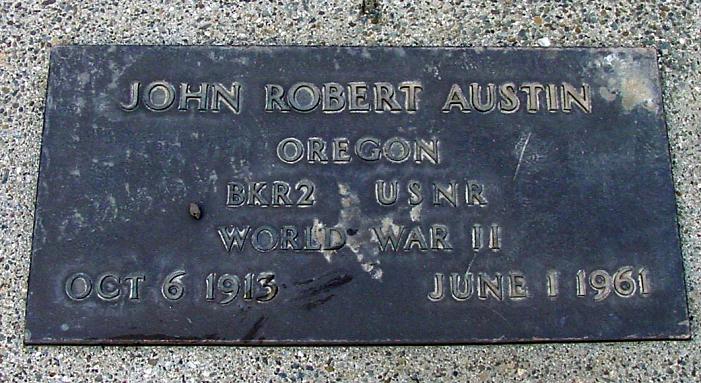 JOHN ROBERT AUSTIN
OREGON
BKR2 USNR
WORLD WAR II
OCT 6 1913 JUNE 1 1961